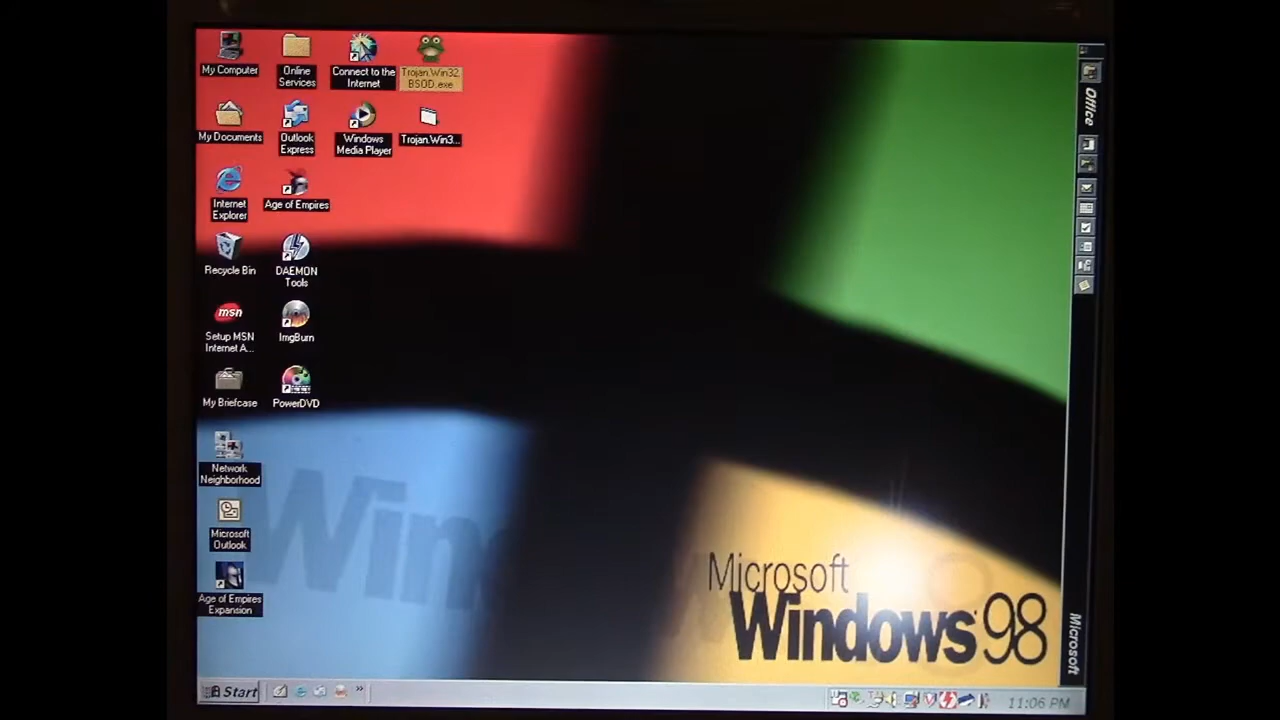 My Computer
Online
Services
Connect to the
Internet
Trojan.Win32.
BSOD.exe
My Documents
Outlook
Express
Windows
Media Player
Trojan.Win3...
Internet
Explorer
Age of Empires
Recycle Bin
DAEMON
Tools
msn
Setup MSN
Internet A...
ImgBurn
My Briefcase
PowerDVD
Network
Neighborhood
Microsoft
Outlook
Age of Empires
Expansion
Office
Microsoft
Win
Microsoft
Windows 98
Start
11:06 PM